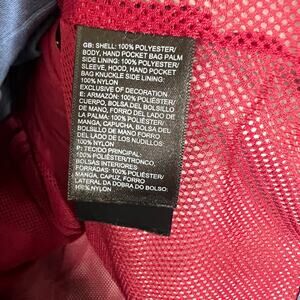 GB: SHELL: 100% POLYESTER/
BODY, HAND POCKET BAG PALM
SIDE LINING: 100% POLYESTER/
SLEEVE, HOOD, HAND POCKET
BAG KNUCKLE SIDE LINING:
100% NYLON
EXCLUSIVE OF DECORATION
E: ARMAZÓN: 100% POLIÉSTER/
CUERPO, BOLSA DEL BOLSILLO
DE MANO, FORRO DEL LADO DE
LA PALMA: 100% POLIÉSTER/
MANGA, CAPUCHA, BOLSA DEL
BOLSILLO DE MANO FORRO
DEL LADO DE LOS NUDILLOS:
100% NYLON
P: TECIDO PRINCIPAL:
100% POLIÉSTER/TRONCO
BOLSAS INTERIORES:
FORRADAS: 100% POLIÉSTER/
MANGA, CAPUZ, FORRO
LATERAL DA DOBRA DO BOLSO:
100% NYLON